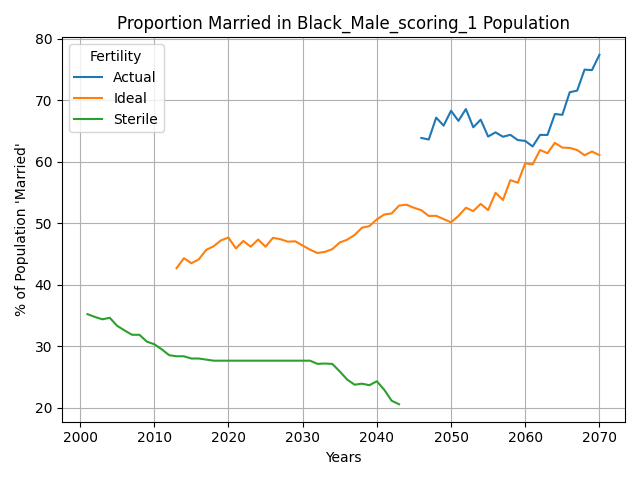 Proportion Married in Black_Male_scoring_1 Population
Fertility
Actual
Ideal
Sterile
% of Population 'Married'
80
70
60
50
40
30
20
2000 2010 2020 2030 2040 2050 2060 2070
Years